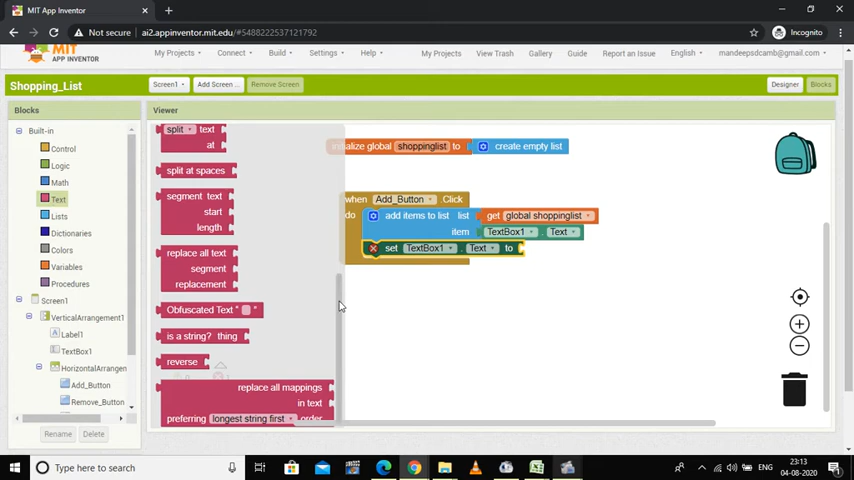 MIT App Inventor
Incognito
Not secure
ai2.appinventor.mit.edu/#5488222537121792
MIT
APP INVENTOR
My Projects
Connect
Build
Settings
Help
My Projects
View Trash
Gallery
Guide
Report an Issue
English
mandeepsdcamb@gmail.com
Shopping_List
Screen1
Add Screen ...
Remove Screen
Designer
Blocks
Blocks
Viewer
Built-in
Control
Logic
Math
Text
Lists
Dictionaries
Colors
Variables
Procedures
Screen1
VerticalArrangement1
Label1
TextBox1
HorizontalArrangen
Add_Button
Remove_Button
Rename
Delete
split text
at
split at spaces
segment text
start
length
replace all text
segment
replacement
Obfuscated Text " "
is a string? thing
reverse
replace all mappings
in text
preferring longest string first order
initialize global shoppinglist to create empty list
when Add_Button . Click
do add items to list list get global shoppinglist
item TextBox1 . Text
set TextBox1 . Text to
Type here to search
ENG
23:13
04-08-2020